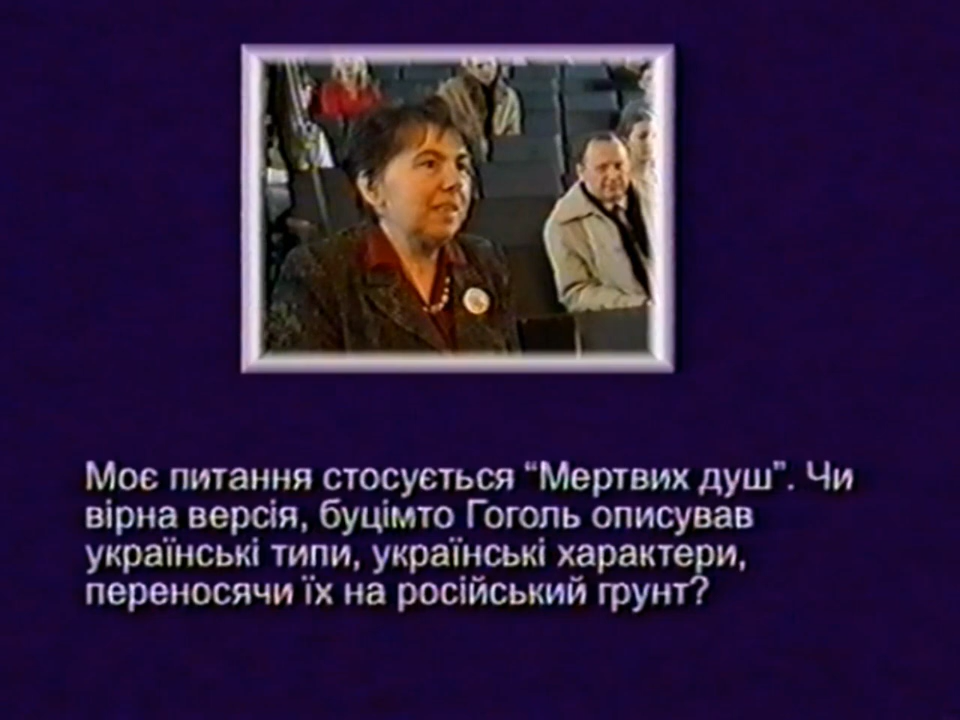 Моє питання стосується “Мертвих душ”. Чи
вірна версія, буцімто Гоголь описував
українські типи, українські характери,
переносячи їх на російський грунт?